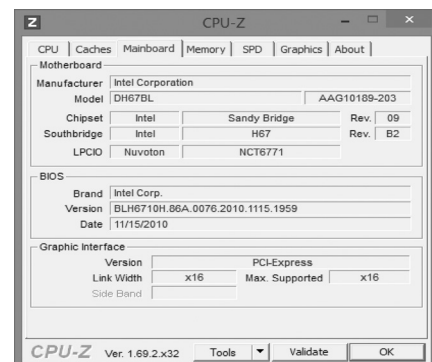 Z CPU-Z
CPU Caches Mainboard Memory SPD Graphics About
Motherboard
Manufacturer Intel Corporation
Model DH67BL AAG10189-203
Chipset Intel Sandy Bridge Rev. 09
Southbridge Intel H67 Rev. B2
LPCIO Nuvoton NCT6771
BIOS
Brand Intel Corp.
Version BLH6710H.86A.0076.2010.1115.1959
Date 11/15/2010
Graphic Interface
Version PCI-Express
Link Width x16 Max. Supported x16
Side Band
CPU-Z Ver. 1.69.2.x32 Tools Validate OK